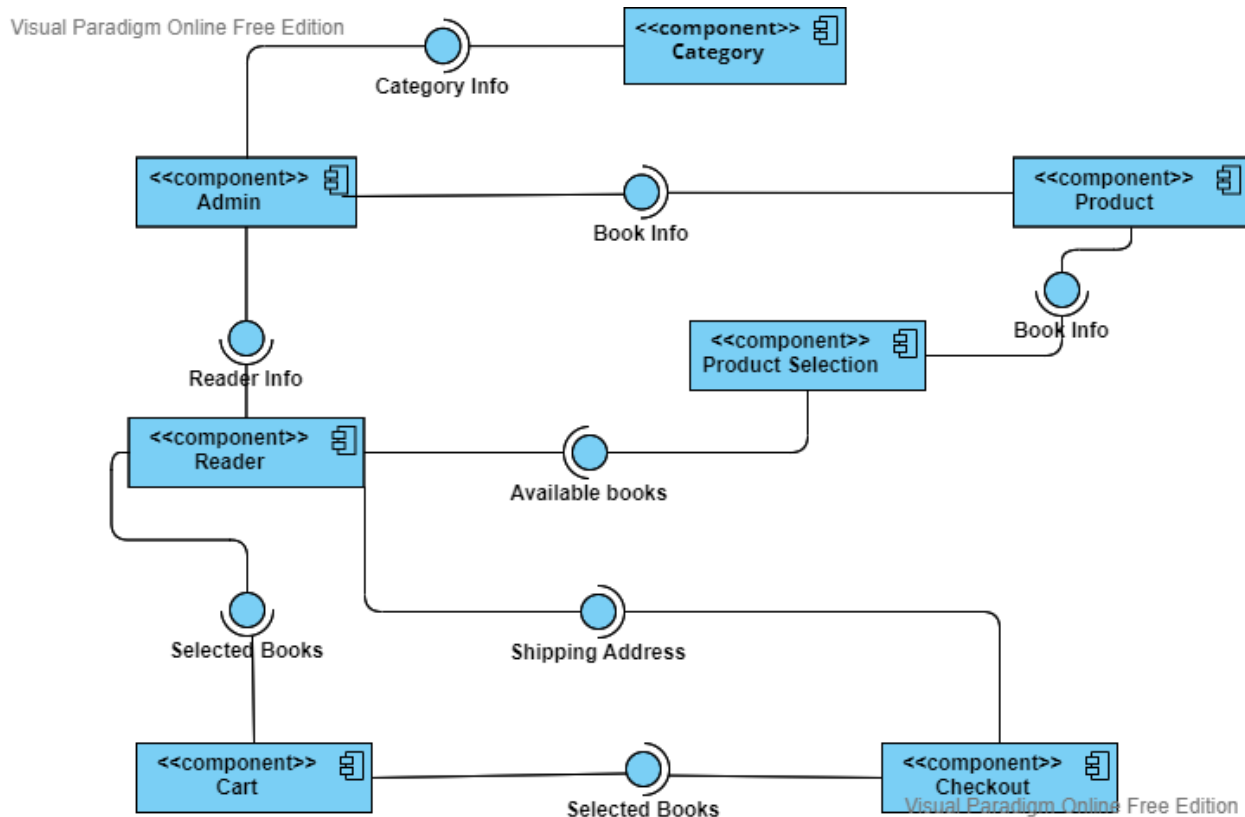 Visual Paradigm Online Free Edition
<<component>>
Category
Category Info
<<component>>
Admin
Book Info
<<component>>
Product
Reader Info
<<component>>
Product Selection
Book Info
<<component>>
Reader
Available books
Selected Books
Shipping Address
<<component>>
Cart
Selected Books
<<component>>
Checkout
Visual Paradigm Online Free Edition